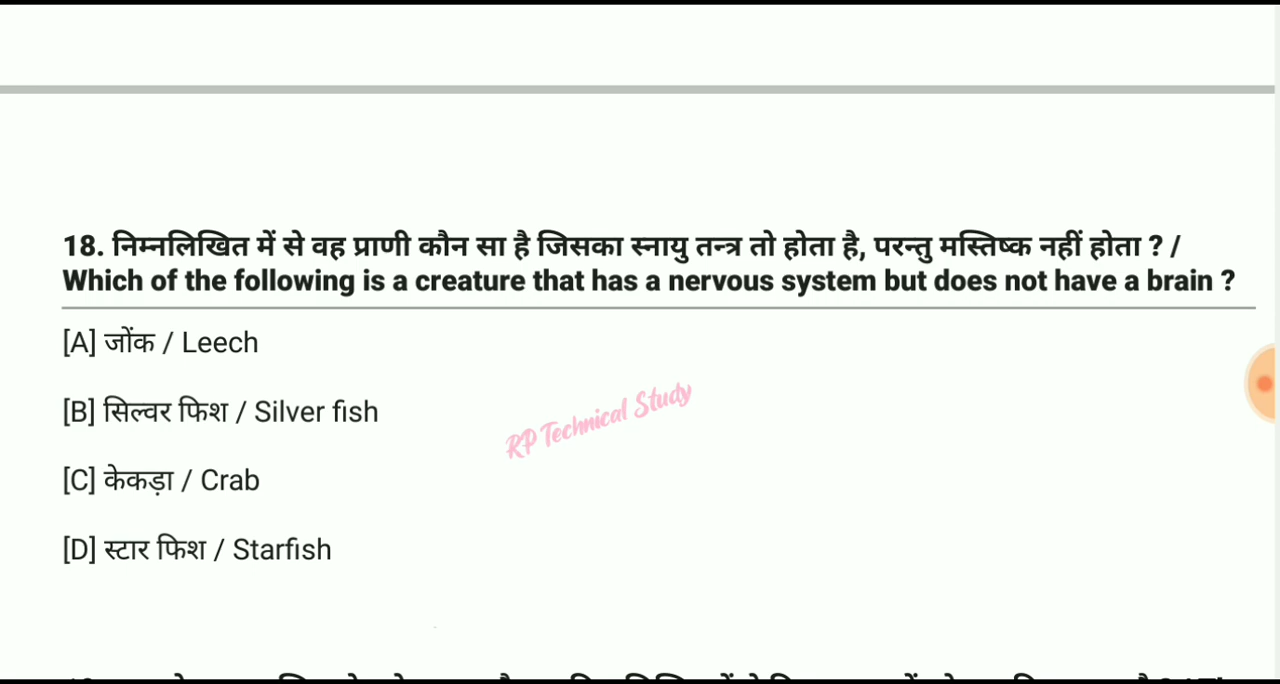 18. निम्नलिखित में से वह प्राणी कौन सा है जिसका स्नायु तन्त्र तो होता है, परन्तु मस्तिष्क नहीं होता ? /
Which of the following is a creature that has a nervous system but does not have a brain ?
[A] जोंक / Leech
[B] सिल्वर फिश / Silver fish
RP Technical Study
[C] केकड़ा / Crab
[D] स्टार फिश / Starfish